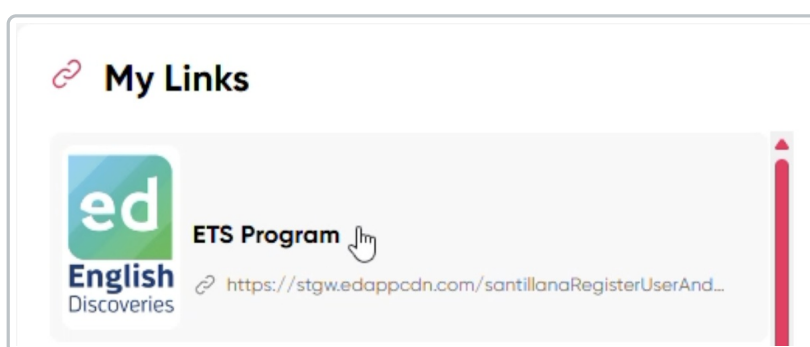 My Links
ed
ETS Program
https://stgw.edappcdn.com/santillanaRegisterUserAnd...
English
Discoveries